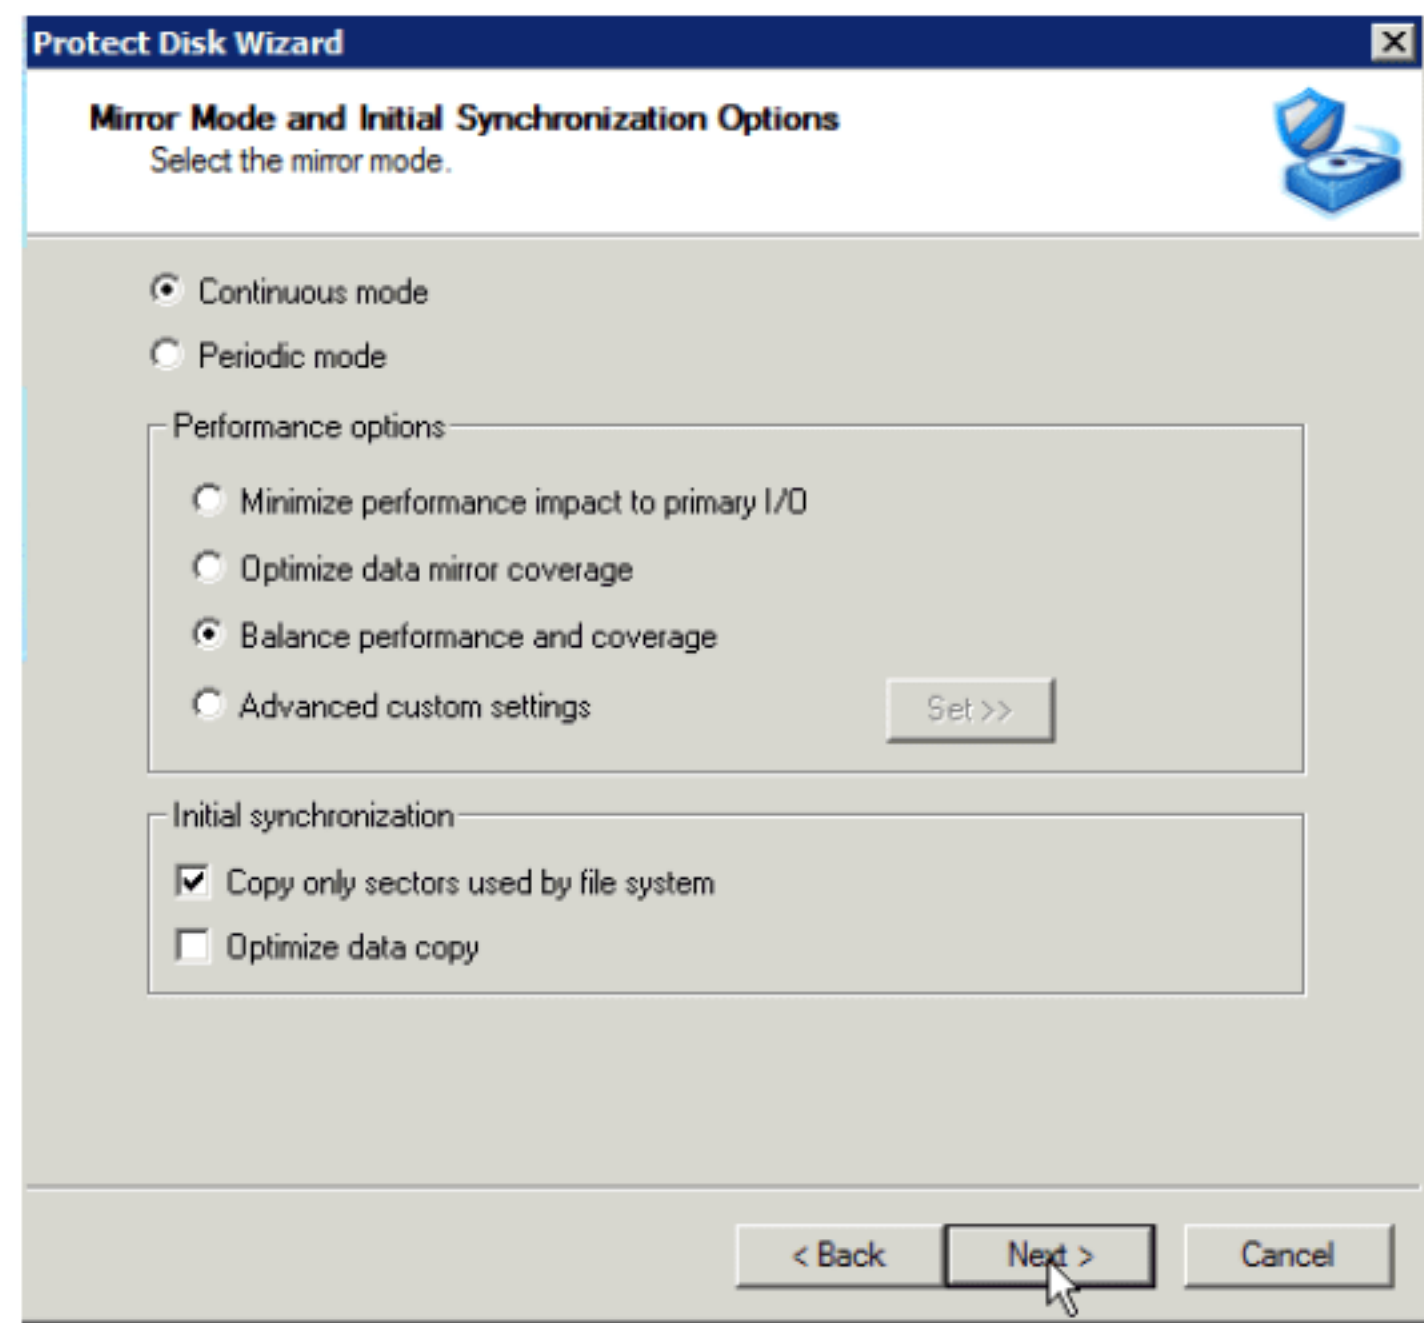 Protect Disk Wizard
Mirror Mode and Initial Synchronization Options
Select the mirror mode.
Continuous mode
Periodic mode
Performance options
Minimize performance impact to primary I/O
Optimize data mirror coverage
Balance performance and coverage
Advanced custom settings
Set >>
Initial synchronization
Copy only sectors used by file system
Optimize data copy
< Back
Next >
Cancel